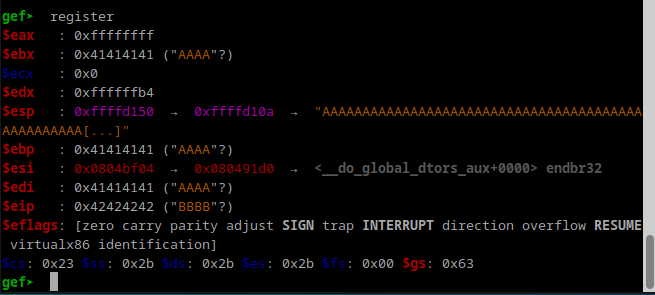 gef➤  register
$eax   : 0xffffffff
$ebx   : 0x41414141 ("AAAA"?)
$ecx   : 0x0
$edx   : 0xffffffb4
$esp   : 0xffffd150  →  0xffffd10a  →  "AAAAAAAAAAAAAAAAAAAAAAAAAAAAAAAAAAAAAAAA
AAAAAAAAAA[...]"
$ebp   : 0x41414141 ("AAAA"?)
$esi   : 0x0804bf04  →  0x080491d0  →  <__do_global_dtors_aux+0000> endbr32
$edi   : 0x41414141 ("AAAA"?)
$eip   : 0x42424242 ("BBBB"?)
$eflags: [zero carry parity adjust SIGN trap INTERRUPT direction overflow RESUME
 virtualx86 identification]
$cs: 0x23 $ss: 0x2b $ds: 0x2b $es: 0x2b $fs: 0x00 $gs: 0x63
gef➤